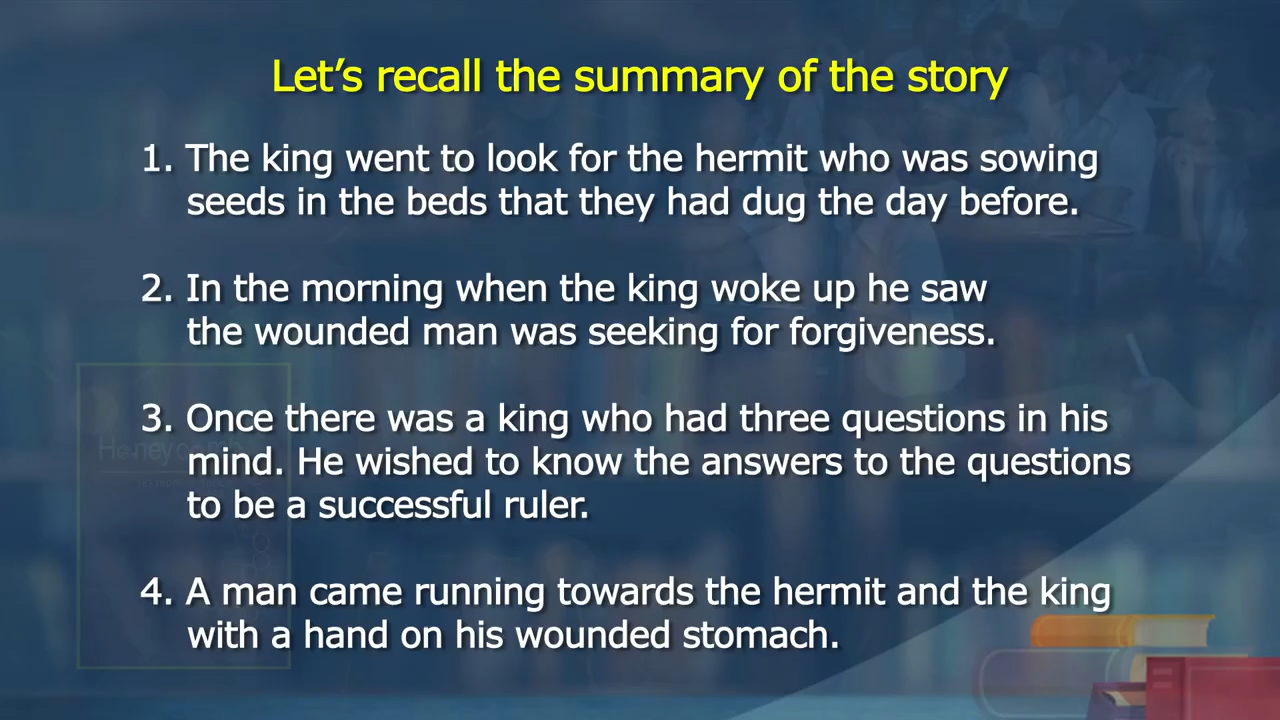 Let’s recall the summary of the story
1. The king went to look for the hermit who was sowing
seeds in the beds that they had dug the day before.
2. In the morning when the king woke up he saw
the wounded man was seeking for forgiveness.
3. Once there was a king who had three questions in his
mind. He wished to know the answers to the questions
to be a successful ruler.
4. A man came running towards the hermit and the king
with a hand on his wounded stomach.
Honeycomb